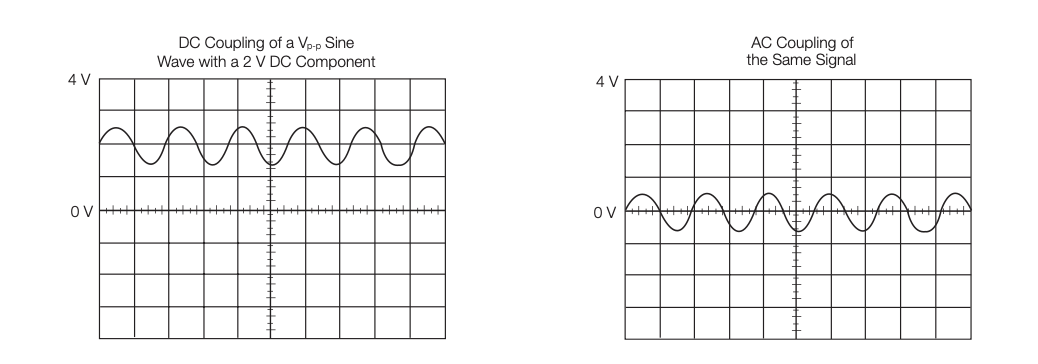 DC Coupling of a Vp-p Sine
Wave with a 2 V DC Component
4 V
0 V
AC Coupling of
the Same Signal
4 V
0 V